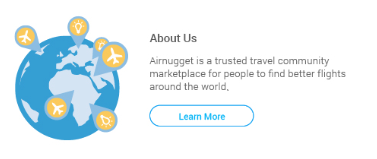 About Us
Airnugget is a trusted travel community
marketplace for people to find better flights
around the world.
Learn More